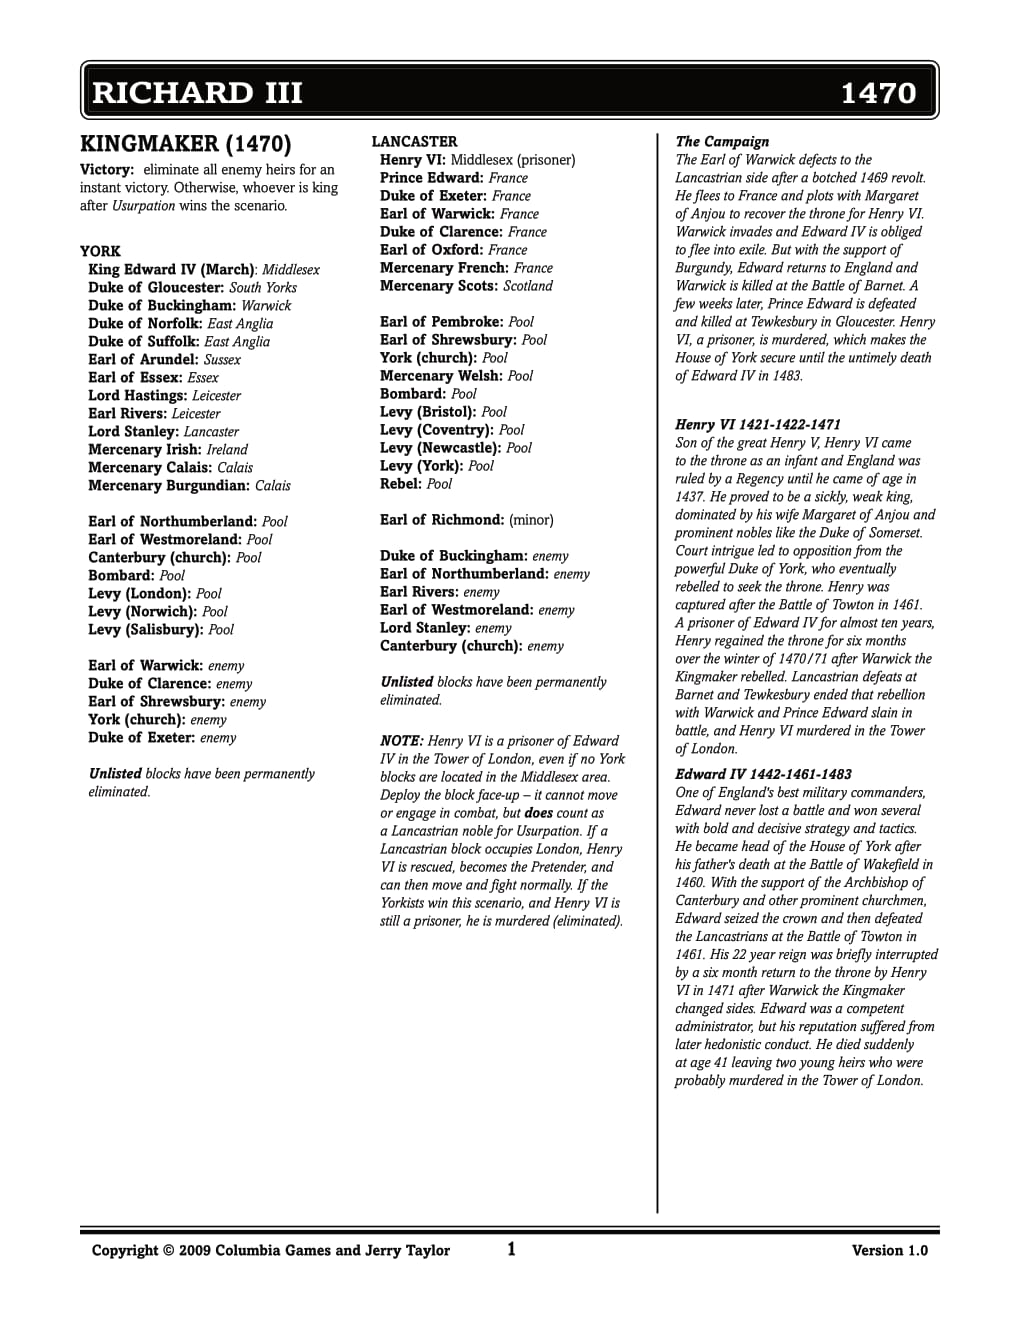 RICHARD III
1470
KINGMAKER (1470)
Victory: eliminate all enemy heirs for an
instant victory. Otherwise, whoever is king
after Usurpation wins the scenario.
YORK
King Edward IV (March): Middlesex
Duke of Gloucester: South Yorks
Duke of Buckingham: Warwick
Duke of Norfolk: East Anglia
Duke of Suffolk: East Anglia
Earl of Arundel: Sussex
Earl of Essex: Essex
Lord Hastings: Leicester
Earl Rivers: Leicester
Lord Stanley: Lancaster
Mercenary Irish: Ireland
Mercenary Calais: Calais
Mercenary Burgundian: Calais
Earl of Northumberland: Pool
Earl of Westmoreland: Pool
Canterbury (church): Pool
Bombard: Pool
Levy (London): Pool
Levy (Norwich): Pool
Levy (Salisbury): Pool
Earl of Warwick: enemy
Duke of Clarence: enemy
Earl of Shrewsbury: enemy
York (church): enemy
Duke of Exeter: enemy
Unlisted blocks have been permanently
eliminated.
LANCASTER
Henry VI: Middlesex (prisoner)
Prince Edward: France
Duke of Exeter: France
Earl of Warwick: France
Duke of Clarence: France
Earl of Oxford: France
Mercenary French: France
Mercenary Scots: Scotland
Earl of Pembroke: Pool
Earl of Shrewsbury: Pool
York (church): Pool
Mercenary Welsh: Pool
Bombard: Pool
Levy (Bristol): Pool
Levy (Coventry): Pool
Levy (Newcastle): Pool
Levy (York): Pool
Rebel: Pool
Earl of Richmond: (minor)
Duke of Buckingham: enemy
Earl of Northumberland: enemy
Earl Rivers: enemy
Earl of Westmoreland: enemy
Lord Stanley: enemy
Canterbury (church): enemy
Unlisted blocks have been permanently
eliminated.
NOTE: Henry VI is a prisoner of Edward
IV in the Tower of London, even if no York
blocks are located in the Middlesex area.
Deploy the block face-up – it cannot move
or engage in combat, but does count as
a Lancastrian noble for Usurpation. If a
Lancastrian block occupies London, Henry
VI is rescued, becomes the Pretender, and
can then move and fight normally. If the
Yorkists win this scenario, and Henry VI is
still a prisoner, he is murdered (eliminated).
The Campaign
The Earl of Warwick defects to the
Lancastrian side after a botched 1469 revolt.
He flees to France and plots with Margaret
of Anjou to recover the throne for Henry VI.
Warwick invades and Edward IV is obliged
to flee into exile. But with the support of
Burgundy, Edward returns to England and
Warwick is killed at the Battle of Barnet. A
few weeks later, Prince Edward is defeated
and killed at Tewkesbury in Gloucester. Henry
VI, a prisoner, is murdered, which makes the
House of York secure until the untimely death
of Edward IV in 1483.
Henry VI 1421-1422-1471
Son of the great Henry V, Henry VI came
to the throne as an infant and England was
ruled by a Regency until he came of age in
1437. He proved to be a sickly, weak king,
dominated by his wife Margaret of Anjou and
prominent nobles like the Duke of Somerset.
Court intrigue led to opposition from the
powerful Duke of York, who eventually
rebelled to seek the throne. Henry was
captured after the Battle of Towton in 1461.
A prisoner of Edward IV for almost ten years,
Henry regained the throne for six months
over the winter of 1470/71 after Warwick the
Kingmaker rebelled. Lancastrian defeats at
Barnet and Tewkesbury ended that rebellion
with Warwick and Prince Edward slain in
battle, and Henry VI murdered in the Tower
of London.
Edward IV 1442-1461-1483
One of England's best military commanders,
Edward never lost a battle and won several
with bold and decisive strategy and tactics.
He became head of the House of York after
his father's death at the Battle of Wakefield in
1460. With the support of the Archbishop of
Canterbury and other prominent churchmen,
Edward seized the crown and then defeated
the Lancastrians at the Battle of Towton in
1461. His 22 year reign was briefly interrupted
by a six month return to the throne by Henry
VI in 1471 after Warwick the Kingmaker
changed sides. Edward was a competent
administrator, but his reputation suffered from
later hedonistic conduct. He died suddenly
at age 41 leaving two young heirs who were
probably murdered in the Tower of London.
Copyright © 2009 Columbia Games and Jerry Taylor
1
Version 1.0